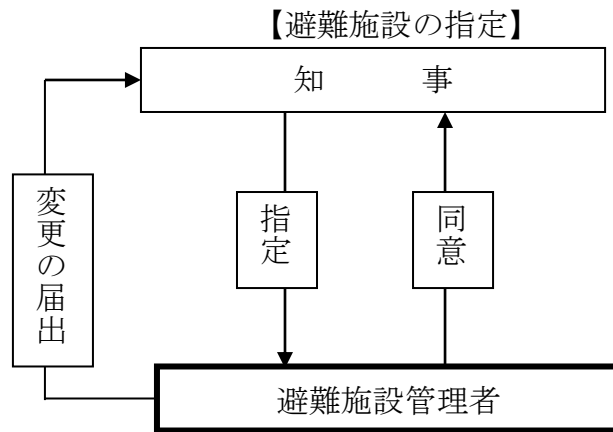 【避難施設の指定】
知　　事
変更の届出
指定
同意
避難施設管理者